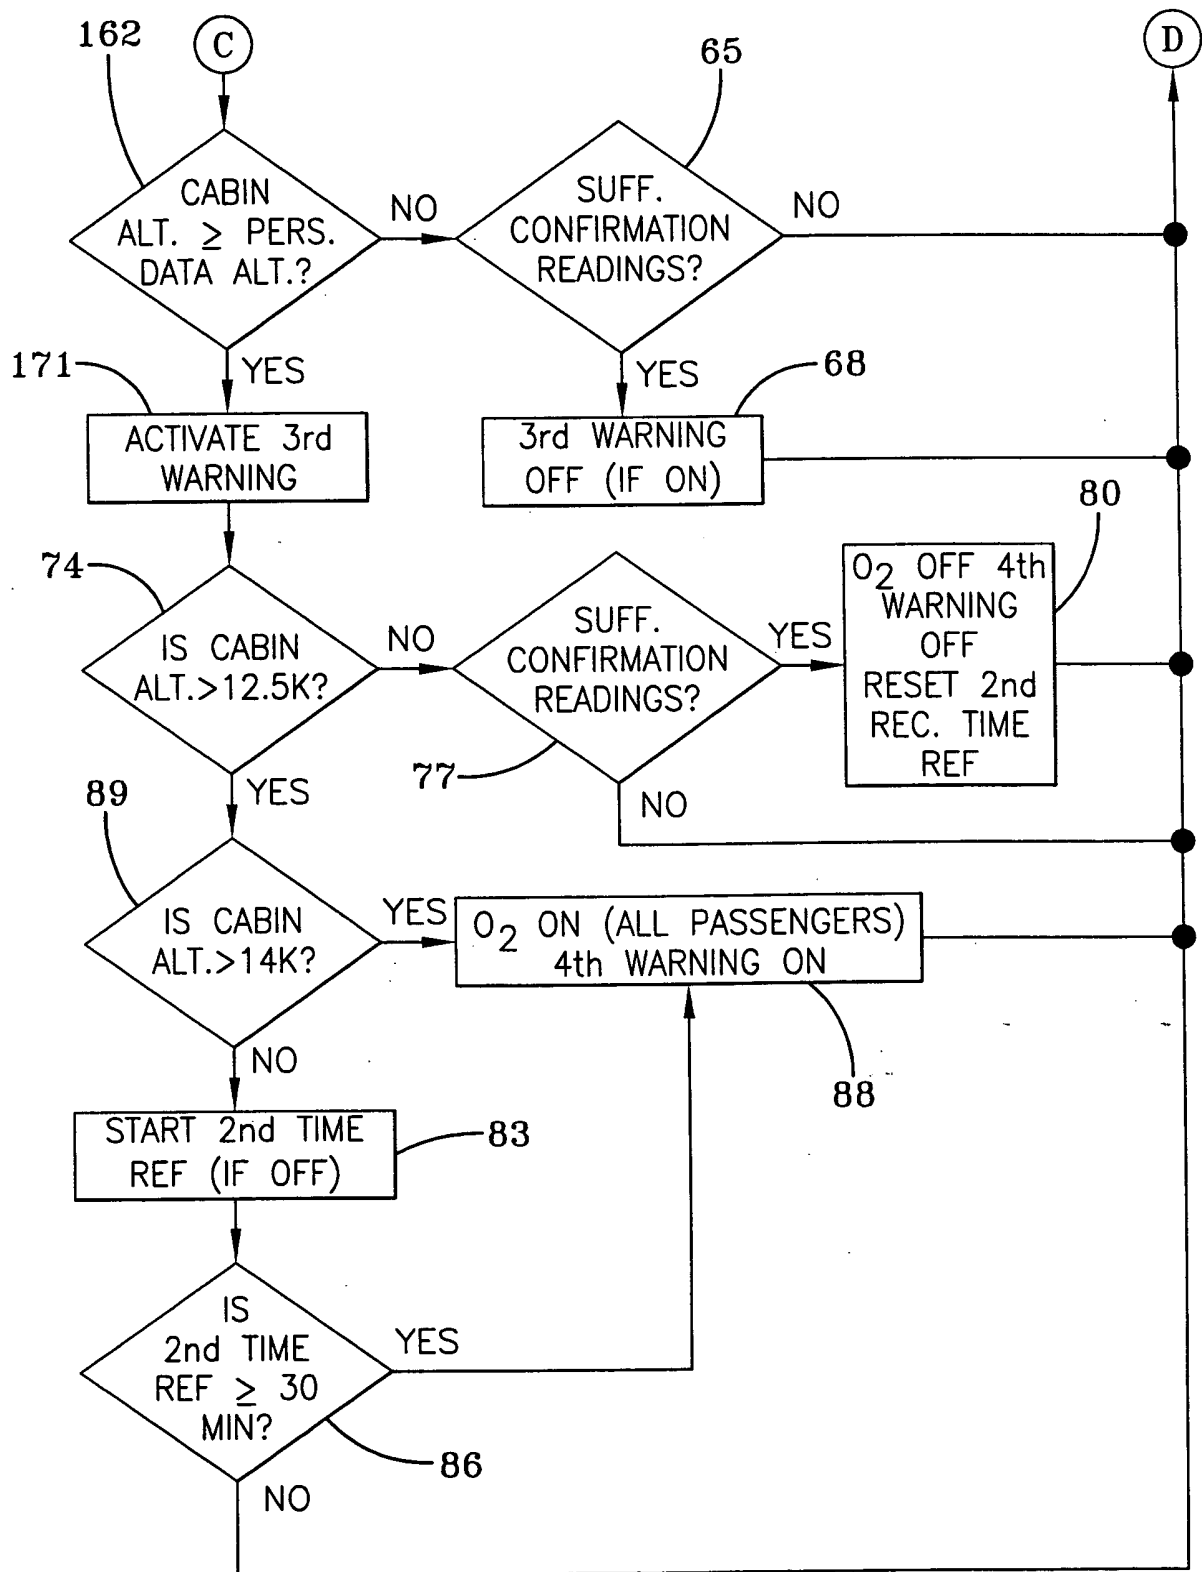 162
C
65
D
CABIN
ALT. ≥ PERS.
DATA ALT.?
NO
SUFF.
CONFIRMATION
READINGS?
NO
171
YES
YES
68
ACTIVATE 3rd
WARNING
3rd WARNING
OFF (IF ON)
80
74
IS CABIN
ALT.>12.5K?
NO
SUFF.
CONFIRMATION
READINGS?
YES
O2 OFF 4th
WARNING
OFF
RESET 2nd
REC. TIME
REF
77
NO
89
YES
IS CABIN
ALT.>14K?
YES
O2 ON (ALL PASSENGERS)
4th WARNING ON
88
NO
START 2nd TIME
REF (IF OFF)
83
IS
2nd TIME
REF ≥ 30
MIN?
YES
86
NO